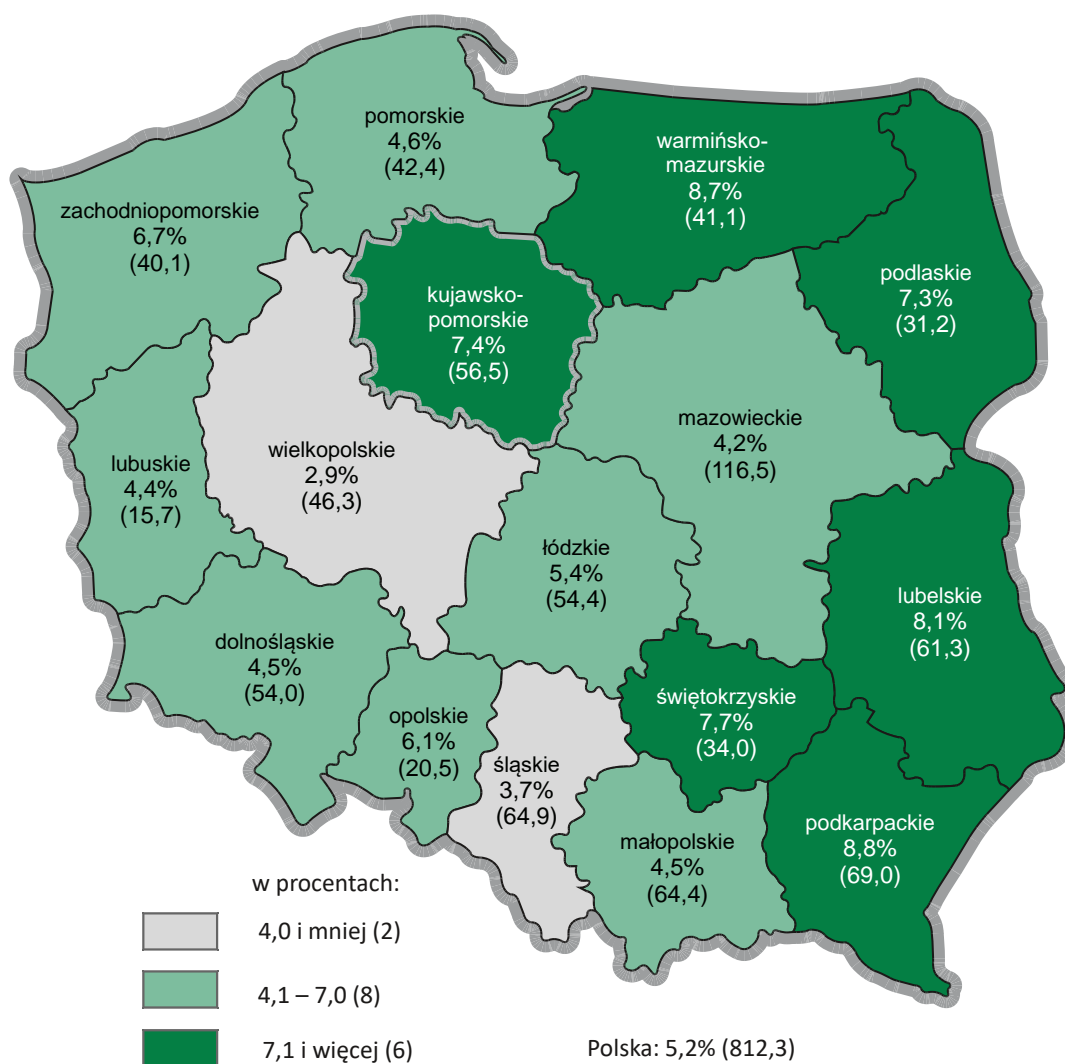 pomorskie
4,6%
(42,4)
warmińsko-
mazurskie
8,7%
(41,1)
zachodniopomorskie
6,7%
(40,1)
podlaskie
7,3%
(31,2)
kujawsko-
pomorskie
7,4%
(56,5)
mazowieckie
4,2%
(116,5)
wielkopolskie
2,9%
(46,3)
lubuskie
4,4%
(15,7)
łódzkie
5,4%
(54,4)
lubelskie
8,1%
(61,3)
dolnośląskie
4,5%
(54,0)
świętokrzyskie
7,7%
(34,0)
opolskie
6,1%
(20,5)
śląskie
3,7%
(64,9)
małopolskie
4,5%
(64,4)
podkarpackie
8,8%
(69,0)
w procentach:
4,0 i mniej (2)
4,1 – 7,0 (8)
7,1 i więcej (6)
Polska: 5,2% (812,3)